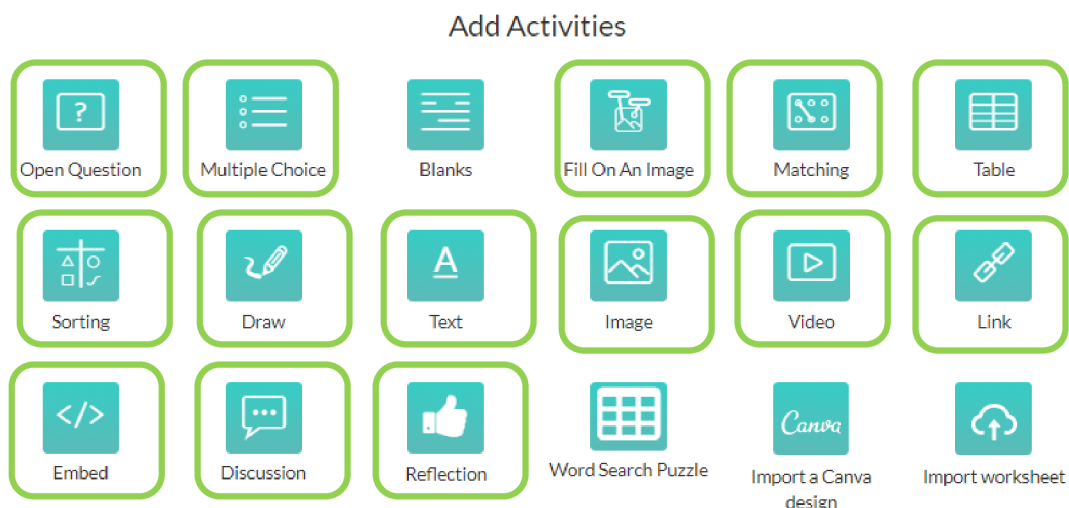 Add Activities
?
Open Question
Multiple Choice
Blanks
Fill On An Image
Matching
Table
A
Sorting
Draw
Text
Image
Video
Link
</>
Canva
Embed
Discussion
Reflection
Word Search Puzzle
Import a Canva
design
Import worksheet